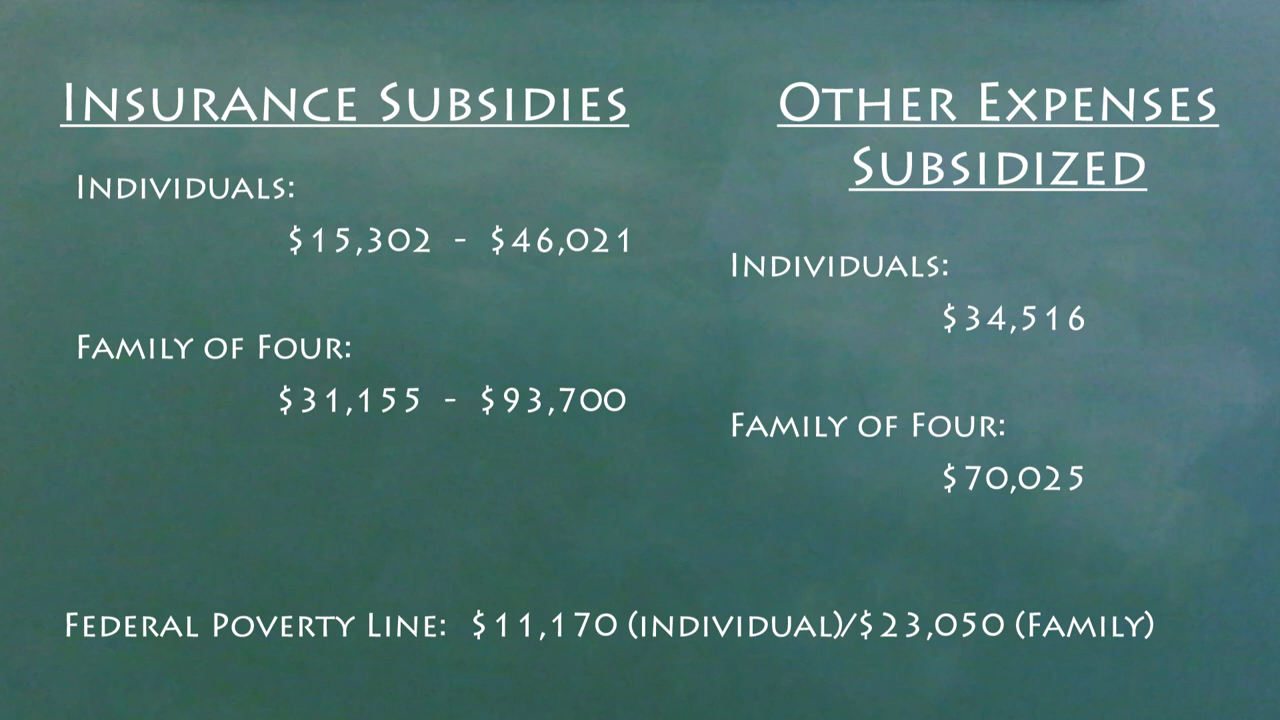 Insurance Subsidies
Individuals:
$15,302 - $46,021
Family of Four:
$31,155 - $93,700
Other Expenses
Subsidized
Individuals:
$34,516
Family of Four:
$70,025
Federal Poverty Line: $11,170 (individual)/$23,050 (Family)